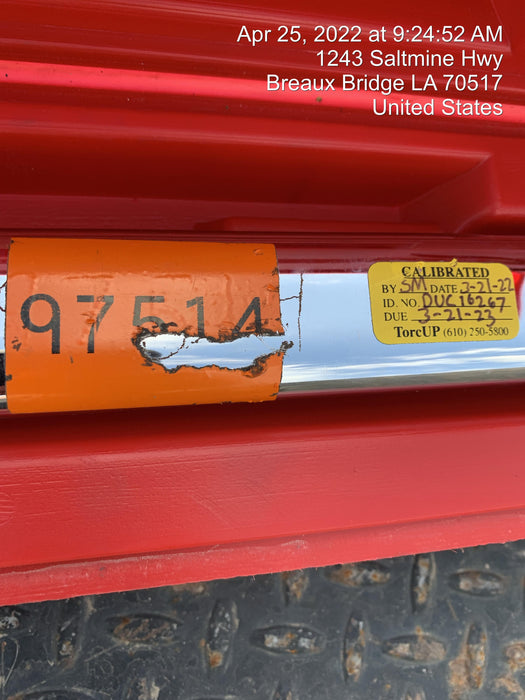 Apr 25, 2022 at 9:24:52 AM
1243 Saltmine Hwy
Breaux Bridge LA 70517
United States
97514
CALIBRATED
BY SM DATE 3-21-22
ID. NO. DUC16267
DUE 3-21-23
TorcUP (610) 250-5800